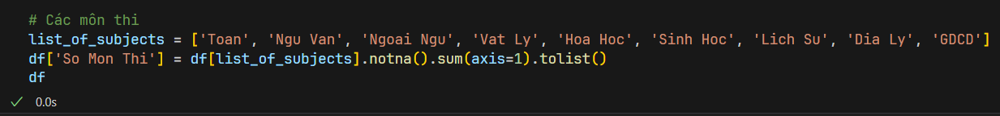 # Các môn thi
list_of_subjects = ['Toan', 'Ngu Van', 'Ngoai Ngu', 'Vat Ly', 'Hoa Hoc', 'Sinh Hoc', 'Lich Su', 'Dia Ly', 'GDCD']
df['So Mon Thi'] = df[list_of_subjects].notna().sum(axis=1).tolist()
df
0.0s